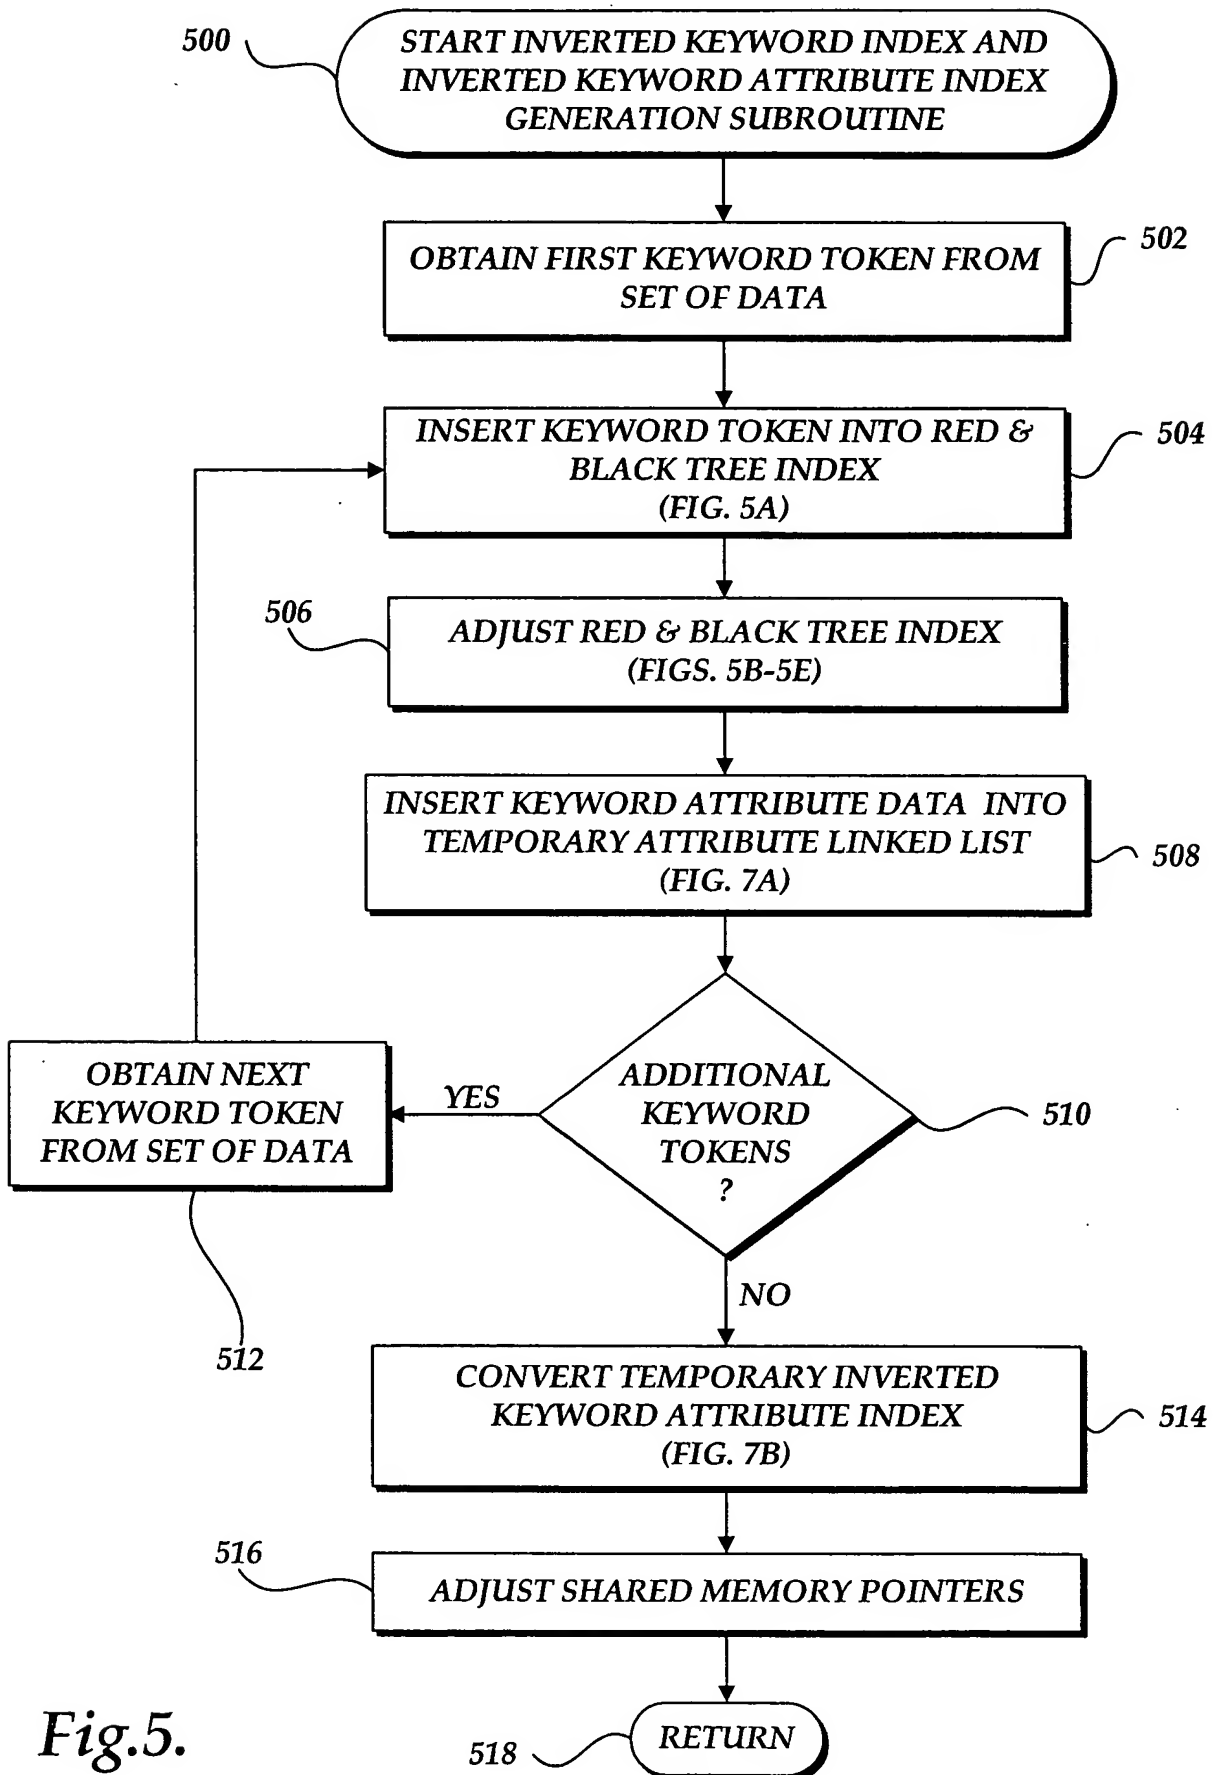 500
START INVERTED KEYWORD INDEX AND
INVERTED KEYWORD ATTRIBUTE INDEX
GENERATION SUBROUTINE
502
OBTAIN FIRST KEYWORD TOKEN FROM
SET OF DATA
504
INSERT KEYWORD TOKEN INTO RED &
BLACK TREE INDEX
(FIG. 5A)
506
ADJUST RED & BLACK TREE INDEX
(FIGS. 5B-5E)
INSERT KEYWORD ATTRIBUTE DATA INTO
TEMPORARY ATTRIBUTE LINKED LIST
(FIG. 7A)
508
ADDITIONAL
KEYWORD
TOKENS
?
510
YES
OBTAIN NEXT
KEYWORD TOKEN
FROM SET OF DATA
512
NO
CONVERT TEMPORARY INVERTED
KEYWORD ATTRIBUTE INDEX
(FIG. 7B)
514
516
ADJUST SHARED MEMORY POINTERS
RETURN
518
Fig.5.